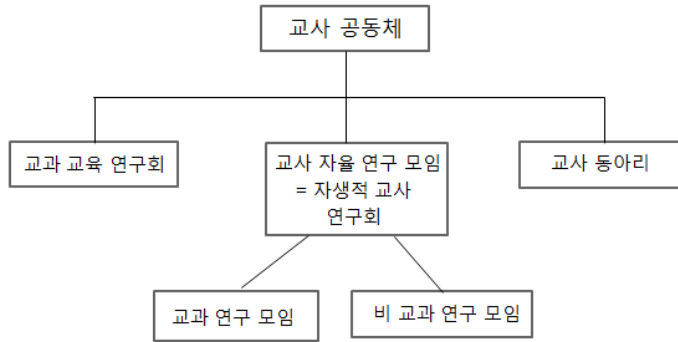 교사 공동체
교과 교육 연구회
교사 자율 연구 모임
= 자생적 교사
연구회
교사 동아리
교과 연구 모임
비 교과 연구 모임